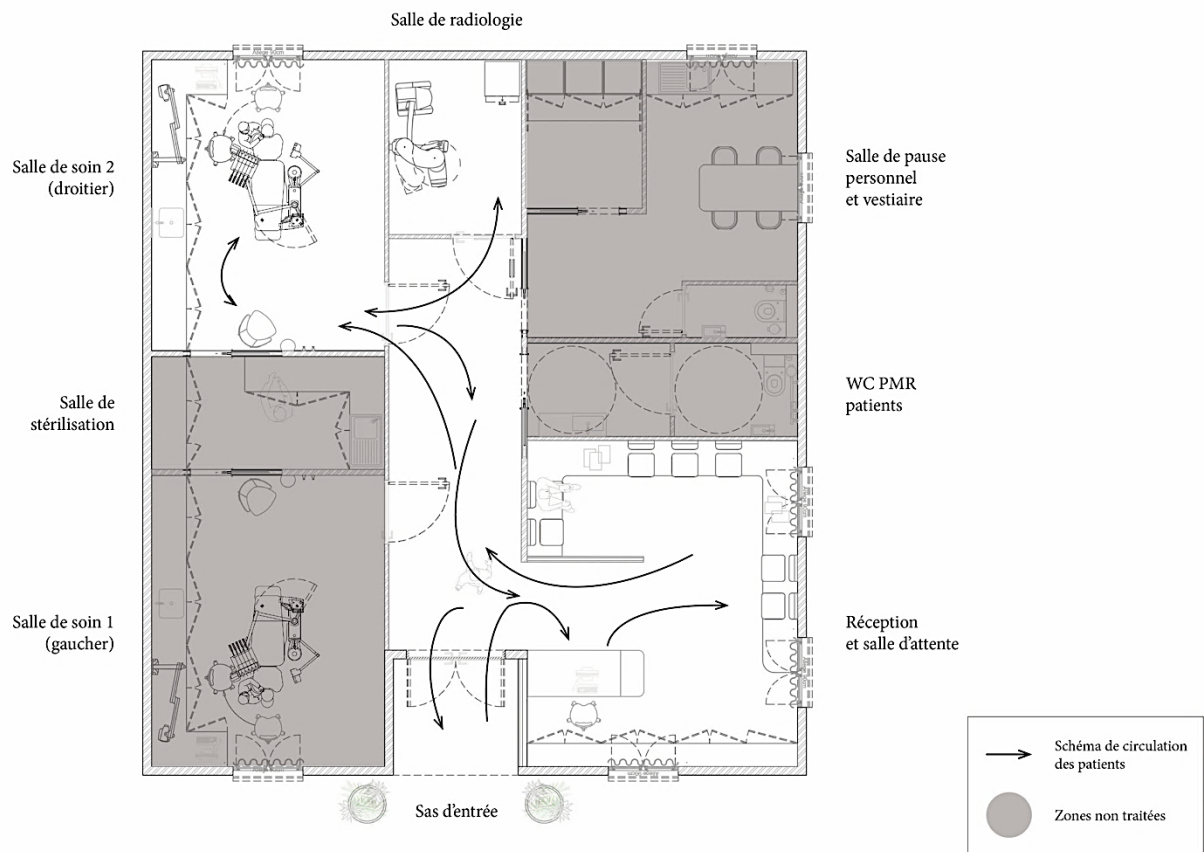 Salle de radiologie
Salle de soin 2
(droitier)
Salle de pause
personnel
et vestiaire
Salle de
stérilisation
WC PMR
patients
Salle de soin 1
(gaucher)
Réception
et salle d'attente
Sas d'entrée
Schéma de circulation
des patients
Zones non traitées